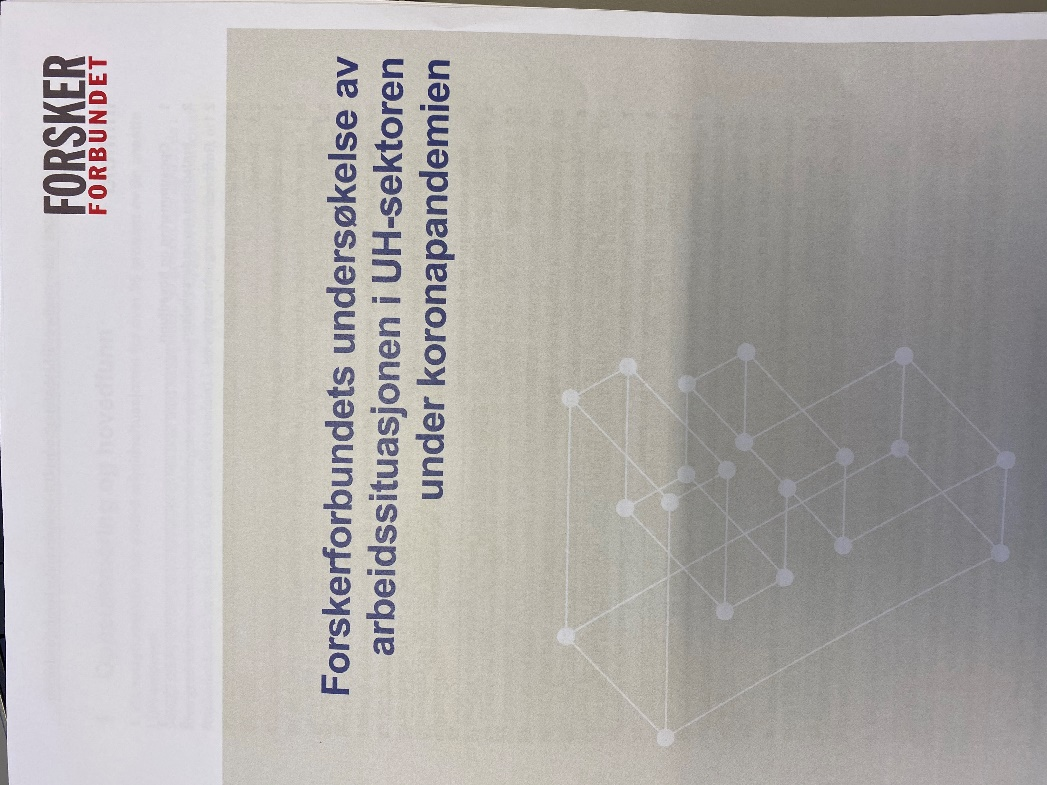 FORSKER
FORBUNDET
Forskerforbundets undersøkelse av
arbeidssituasjonen i UH-sektoren
under koronapandemien